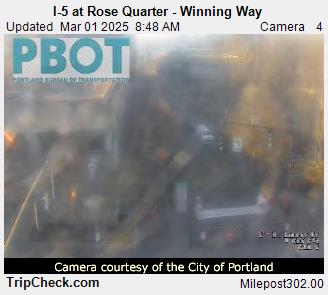 I-5 at Rose Quarter - Winning Way
Updated Mar 01 2025 8:48 AM Camera 4
PBOT
PORTLAND BUREAU OF TRANSPORTATION
Camera courtesy of the City of Portland
TripCheck.com Milepost302.00